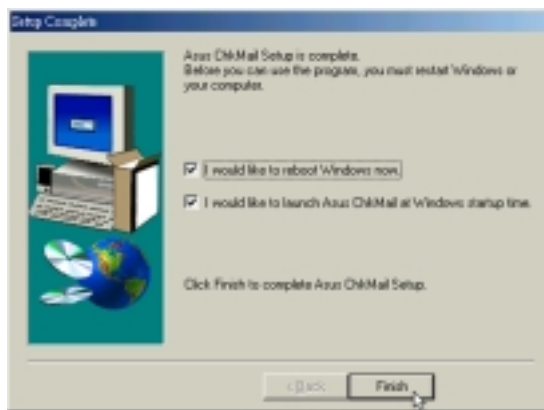 Setup Complete
Asus ChkMail Setup is complete.
Before you can use the program, you must restart Windows or
your computer.
I would like to reboot Windows now.
I would like to launch Asus ChkMail at Windows startup time.
Click Finish to complete Asus ChkMail Setup.
< Back
Finish